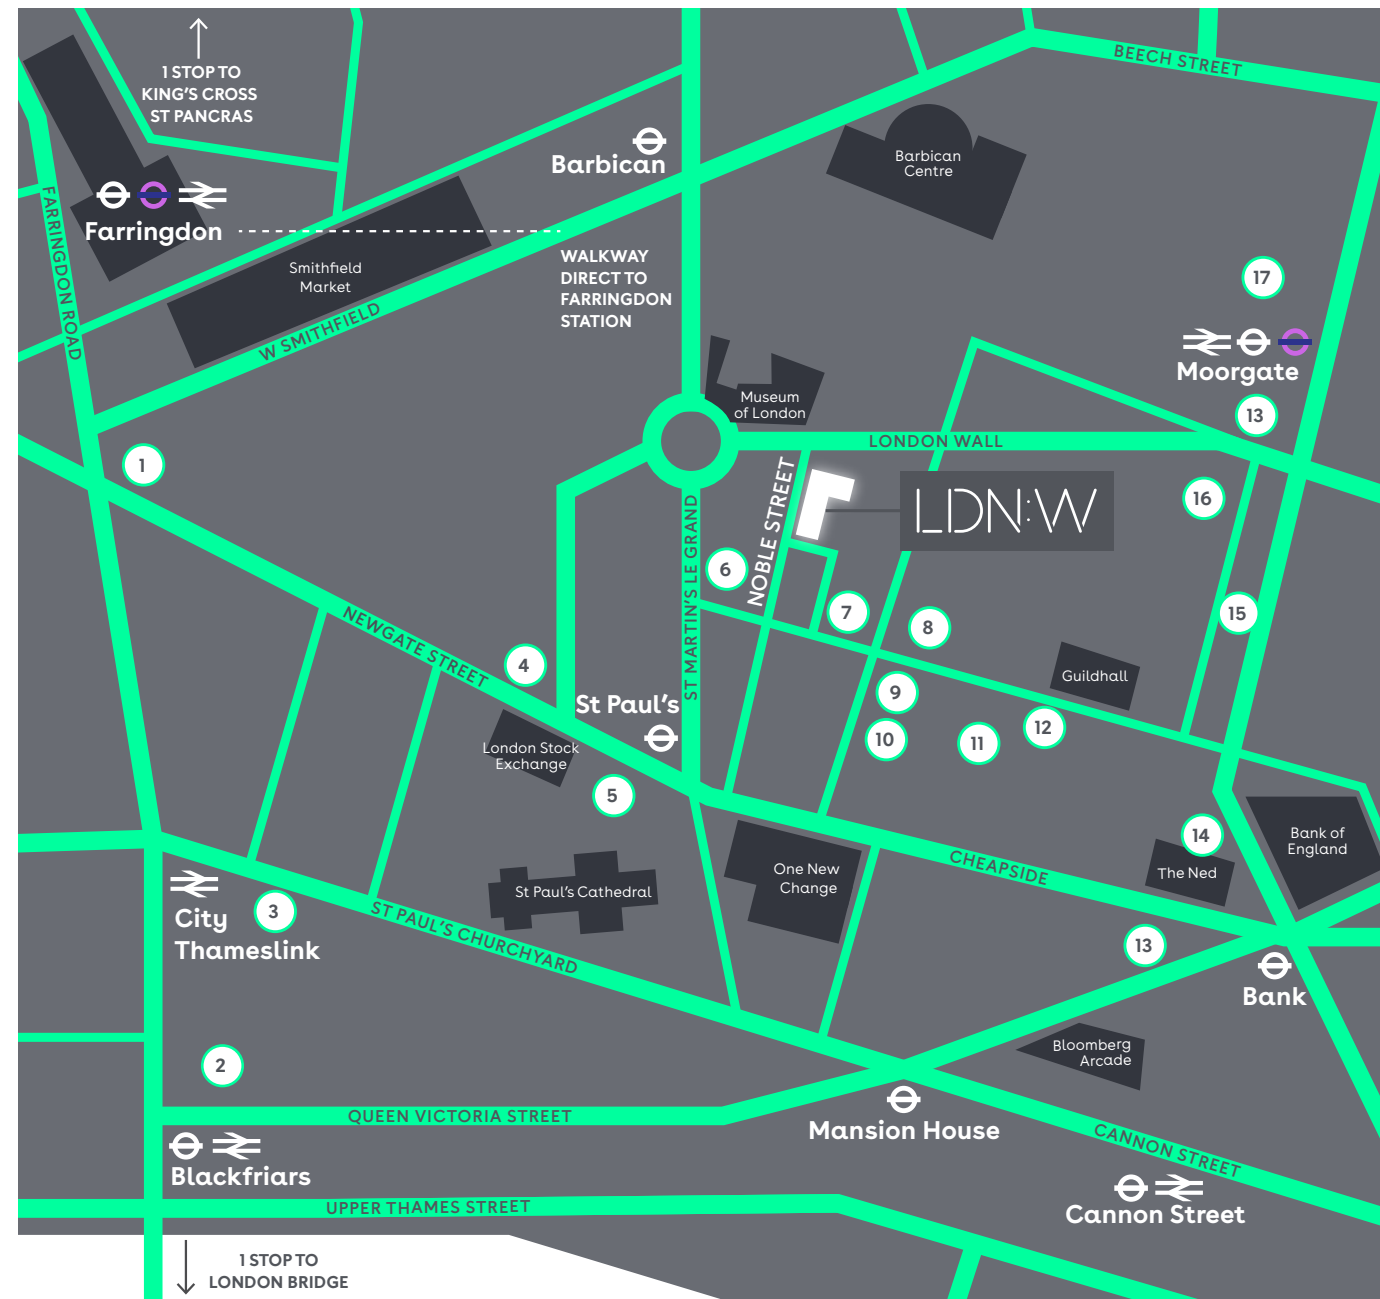 1 STOP TO
KING'S CROSS
ST PANCRAS
BEECH STREET
Barbican
Barbican
Centre
FARRINGDON ROAD
Farringdon
Smithfield
Market
W SMITHFIELD
WALKWAY
DIRECT TO
FARRINGDON
STATION
17
Moorgate
13
Museum
of London
LONDON WALL
1
NOBLE STREET
LDN:W
16
ST MARTIN'S LE GRAND
6
7
8
15
NEWGATE STREET
4
St Paul's
Guildhall
9
10
11
12
London Stock
Exchange
5
14
Bank of
England
One New
Change
CHEAPSIDE
The Ned
St Paul's Cathedral
City
Thameslink
3
ST PAUL'S CHURCHYARD
13
Bank
2
Bloomberg
Arcade
QUEEN VICTORIA STREET
Mansion House
CANNON STREET
Blackfriars
UPPER THAMES STREET
Cannon Street
1 STOP TO
LONDON BRIDGE